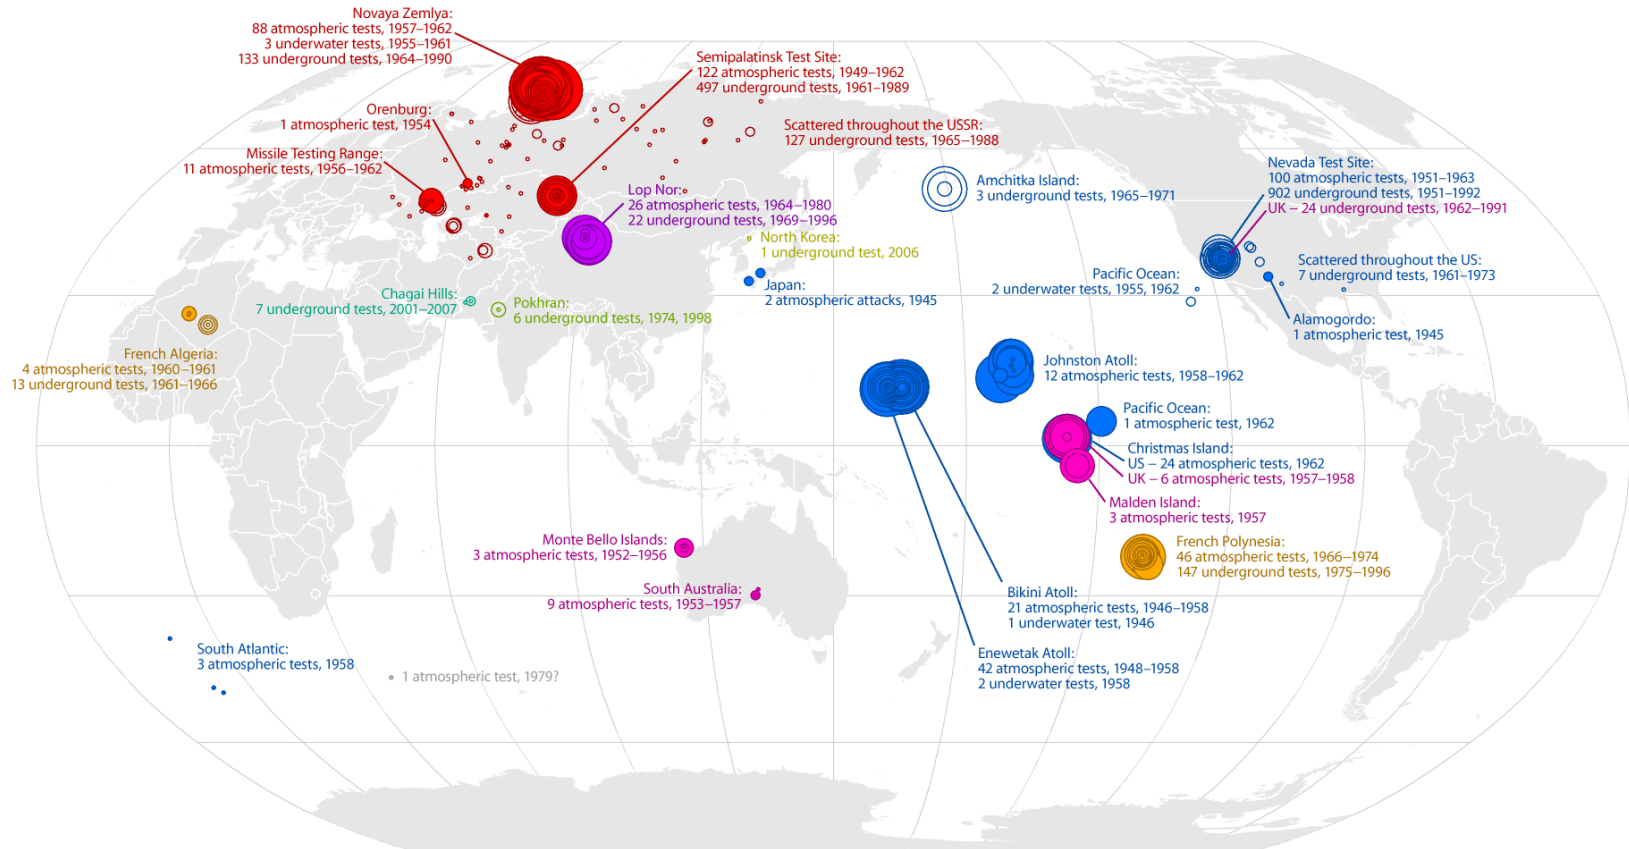 Novaya Zemlya:
88 atmospheric tests, 1957–1962
3 underwater tests, 1955–1961
133 underground tests, 1964–1990
Semipalatinsk Test Site:
122 atmospheric tests, 1949–1962
497 underground tests, 1961–1989
Orenburg:
1 atmospheric test, 1954
Scattered throughout the USSR:
127 underground tests, 1965–1988
Missile Testing Range:
11 atmospheric tests, 1956–1962
Lop Nor:
26 atmospheric tests, 1964–1980
22 underground tests, 1969–1996
Amchitka Island:
3 underground tests, 1965–1971
Nevada Test Site:
100 atmospheric tests, 1951–1963
902 underground tests, 1951–1992
UK – 24 underground tests, 1962–1991
North Korea:
1 underground test, 2006
Scattered throughout the US:
7 underground tests, 1961–1973
Pacific Ocean:
2 underwater tests, 1955, 1962
Japan:
2 atmospheric attacks, 1945
Chagai Hills:
7 underground tests, 2001–2007
Pokhran:
6 underground tests, 1974, 1998
Alamogordo:
1 atmospheric test, 1945
French Algeria:
4 atmospheric tests, 1960–1961
13 underground tests, 1961–1966
Johnston Atoll:
12 atmospheric tests, 1958–1962
Pacific Ocean:
1 atmospheric test, 1962
Christmas Island:
US – 24 atmospheric tests, 1962
UK – 6 atmospheric tests, 1957–1958
Malden Island:
3 atmospheric tests, 1957
Monte Bello Islands:
3 atmospheric tests, 1952–1956
French Polynesia:
46 atmospheric tests, 1966–1974
147 underground tests, 1975–1996
South Australia:
9 atmospheric tests, 1953–1957
Bikini Atoll:
21 atmospheric tests, 1946–1958
1 underwater test, 1946
South Atlantic:
3 atmospheric tests, 1958
Enewetak Atoll:
42 atmospheric tests, 1948–1958
2 underwater tests, 1958
1 atmospheric test, 1979?